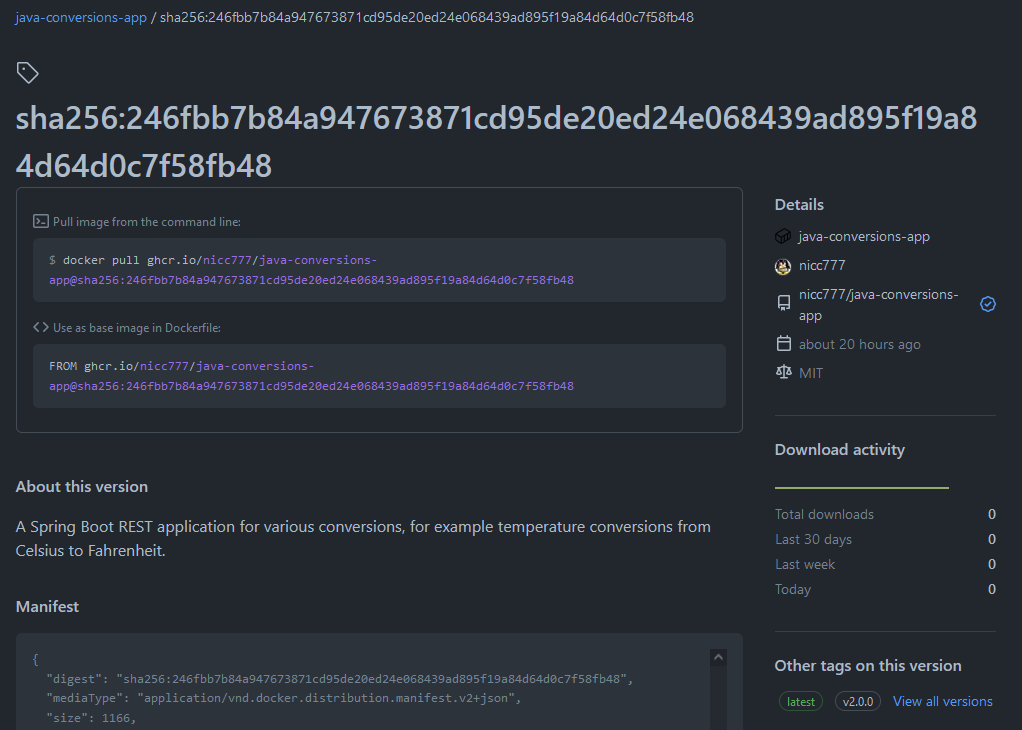 java-conversions-app / sha256:246fbb7b84a947673871cd95de20ed24e068439ad895f19a84d64d0c7f58fb48
sha256:246fbb7b84a947673871cd95de20ed24e068439ad895f19a8
4d64d0c7f58fb48
Pull image from the command line:
$ docker pull ghcr.io/nicc777/java-conversions-
app@sha256:246fbb7b84a947673871cd95de20ed24e068439ad895f19a84d64d0c7f58fb48
Use as base image in Dockerfile:
FROM ghcr.io/nicc777/java-conversions-
app@sha256:246fbb7b84a947673871cd95de20ed24e068439ad895f19a84d64d0c7f58fb48
About this version
A Spring Boot REST application for various conversions, for example temperature conversions from
Celsius to Fahrenheit.
Manifest
{
"digest": "sha256:246fbb7b84a947673871cd95de20ed24e068439ad895f19a84d64d0c7f58fb48",
"mediaType": "application/vnd.docker.distribution.manifest.v2+json",
"size": 1166,
Details
java-conversions-app
nicc777
nicc777/java-conversions-
app
about 20 hours ago
MIT
Download activity
Total downloads 0
Last 30 days 0
Last week 0
Today 0
Other tags on this version
latest v2.0.0 View all versions